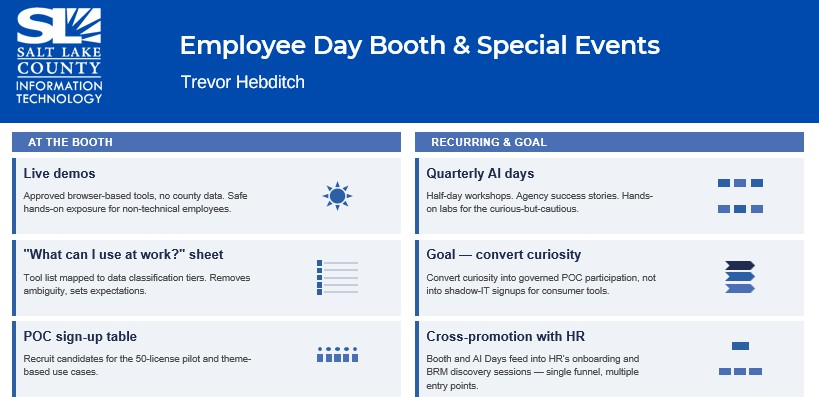 SL
SALT LAKE
COUNTY
INFORMATION
TECHNOLOGY
Employee Day Booth & Special Events
Trevor Hebditch
AT THE BOOTH
Live demos
Approved browser-based tools, no county data. Safe
hands-on exposure for non-technical employees.
"What can I use at work?" sheet
Tool list mapped to data classification tiers. Removes
ambiguity, sets expectations.
POC sign-up table
Recruit candidates for the 50-license pilot and theme-
based use cases.
RECURRING & GOAL
Quarterly AI days
Half-day workshops. Agency success stories. Hands-
on labs for the curious-but-cautious.
Goal — convert curiosity
Convert curiosity into governed POC participation, not
into shadow-IT signups for consumer tools.
Cross-promotion with HR
Booth and AI Days feed into HR's onboarding and
BRM discovery sessions — single funnel, multiple
entry points.